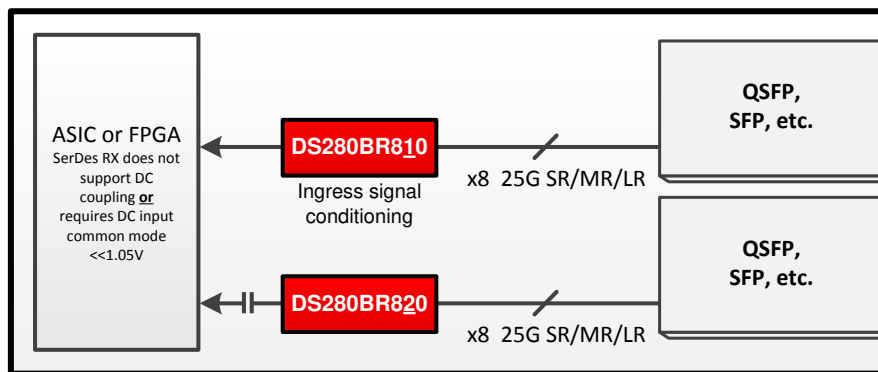 ASIC or FPGA
SerDes RX does not
support DC
coupling or
requires DC input
common mode
<<1.05V
DS280BR810
Ingress signal
conditioning
x8 25G SR/MR/LR
QSFP,
SFP, etc.
DS280BR820
x8 25G SR/MR/LR
QSFP,
SFP, etc.